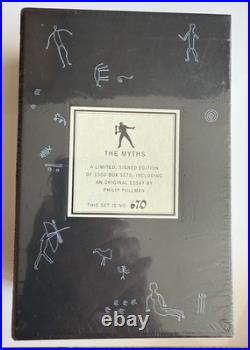 THE MYTHS
A LIMITED, SIGNED EDITION
OF 1500 BOX SETS, INCLUDING
AN ORIGINAL ESSAY BY
PHILIP PULLMAN
THIS SET IS NO. 670